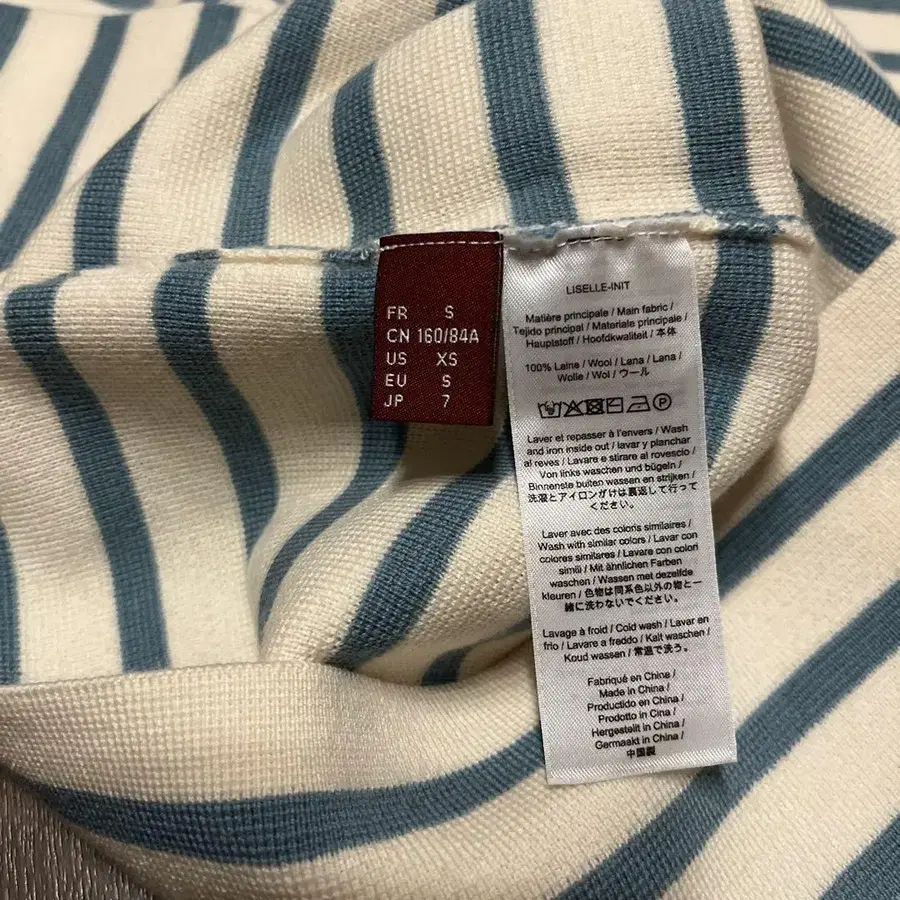 FR S
CN 160/84A
US XS
EU S
JP 7
LISELLE-INIT
Matière principale / Main fabric /
Tejido principal / Materiale principale /
Hauptstoff / Hoofdkwaliteit / 本体
100% Laine / Wool / Lana / Lana /
Wolle / Wol / ウール
Laver et repasser à l'envers / Wash
and iron inside out / lavar y planchar
al reves / Lavare e stirare al rovescio /
Von links waschen und bügeln /
Binnenste buiten wassen en strijken /
洗濯とアイロンがけは裏返して行って
ください。
Laver avec des coloris similaires /
Wash with similar colors / Lavar con
colores similares / Lavare con colori
simili / Mit ähnlichen Farben
waschen / Wassen met dezelfde
kleuren / 色物は同系色以外の物と一
緒に洗わないでください。
Lavage à froid / Cold wash / Lavar en
frio / Lavare a freddo / Kalt waschen /
Koud wassen / 常温で洗う。
Fabriqué en Chine /
Made in China /
Productido en China /
Prodotto in Cina /
Hergestellt in China /
Germaakt in China /
中国製